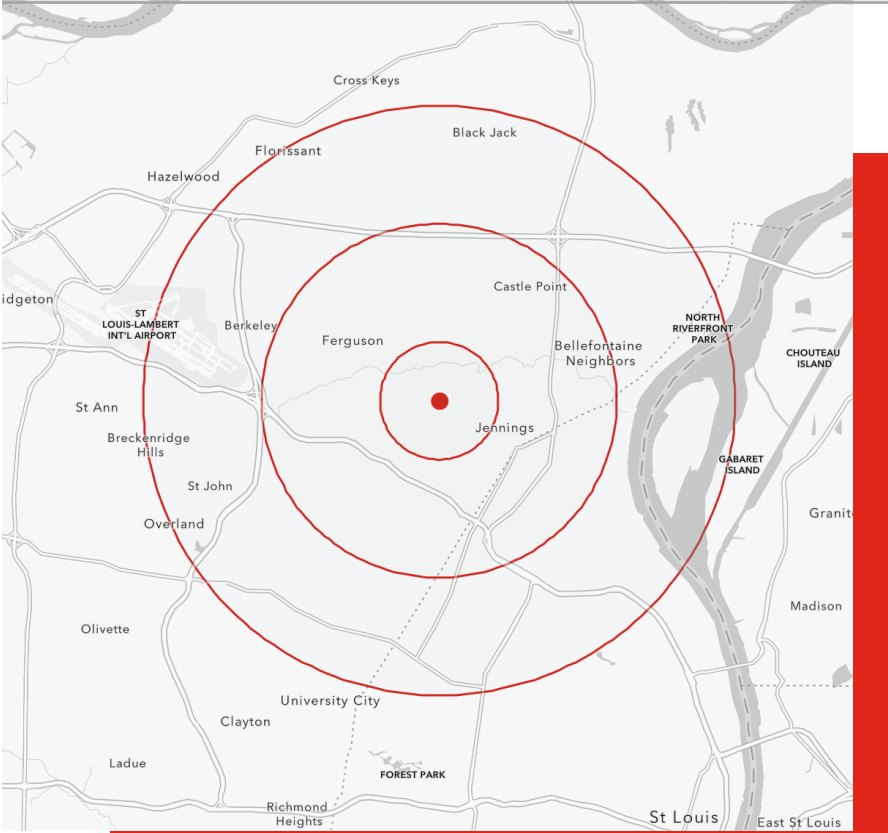 Cross Keys
Black Jack
Florissant
Hazelwood
Castle Point
idgeton
ST
LOUIS-LAMBERT
INT'L AIRPORT
Berkeley
NORTH
RIVERFRONT
PARK
Ferguson
Bellefontaine
Neighbors
CHOUTEAU
ISLAND
St Ann
Jennings
Breckenridge
Hills
GABARET
ISLAND
St John
Overland
Granit
Madison
Olivette
University City
Clayton
Ladue
FOREST PARK
Richmond
Heights
St Louis
East St Louis